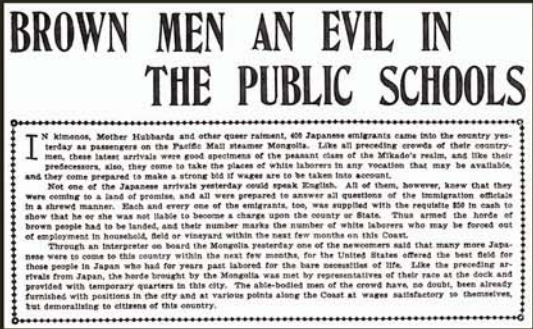 BROWN MEN AN EVIL IN
THE PUBLIC SCHOOLS
IN kimonos, Mother Hubbards and other queer raiment, 400 Japanese emigrants came into the country yes-
terday as passengers on the Pacific Mail steamer Mongolia. Like all preceding crowds of their country-
men, these latest arrivals were good specimens of the peasant class of the Mikado's realm, and like their
predecessors, also, they come to take the places of white laborers in any vocation that may be available,
and they come prepared to make a strong bid if wages are to be taken into account.
Not one of the Japanese arrivals yesterday could speak English. All of them, however, knew that they
were coming to a land of promise, and all were prepared to answer all questions of the immigration officials
in a shrewd manner. Each and every one of the emigrants, too, was supplied with the requisite $50 in cash to
show that he or she was not liable to become a charge upon the county or State. Thus armed the horde of
brown people had to be landed, and their number marks the number of white laborers who may be forced out
of employment in household, field or vineyard within the next few months on this Coast.
Through an interpreter on board the Mongolia yesterday one of the newcomers said that many more Japa-
nese were to come to this country within the next few months, for the United States offered the best field for
those people in Japan who had for years past labored for the bare necessities of life. Like the preceding ar-
rivals from Japan, the horde brought by the Mongolia was met by representatives of their race at the dock and
provided with temporary quarters in this city. The able-bodied men of the crowd have, no doubt, been already
furnished with positions in the city and at various points along the Coast at wages satisfactory to themselves,
but demoralizing to citizens of this country.